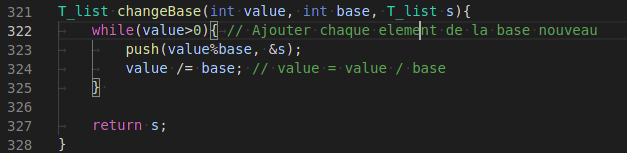 321 T_list changeBase(int value, int base, T_list s){
322 while(value>0){ // Ajouter chaque element de la base nouveau
323 push(value%base, &s);
324 value /= base; // value = value / base
325 }
326
327 return s;
328 }